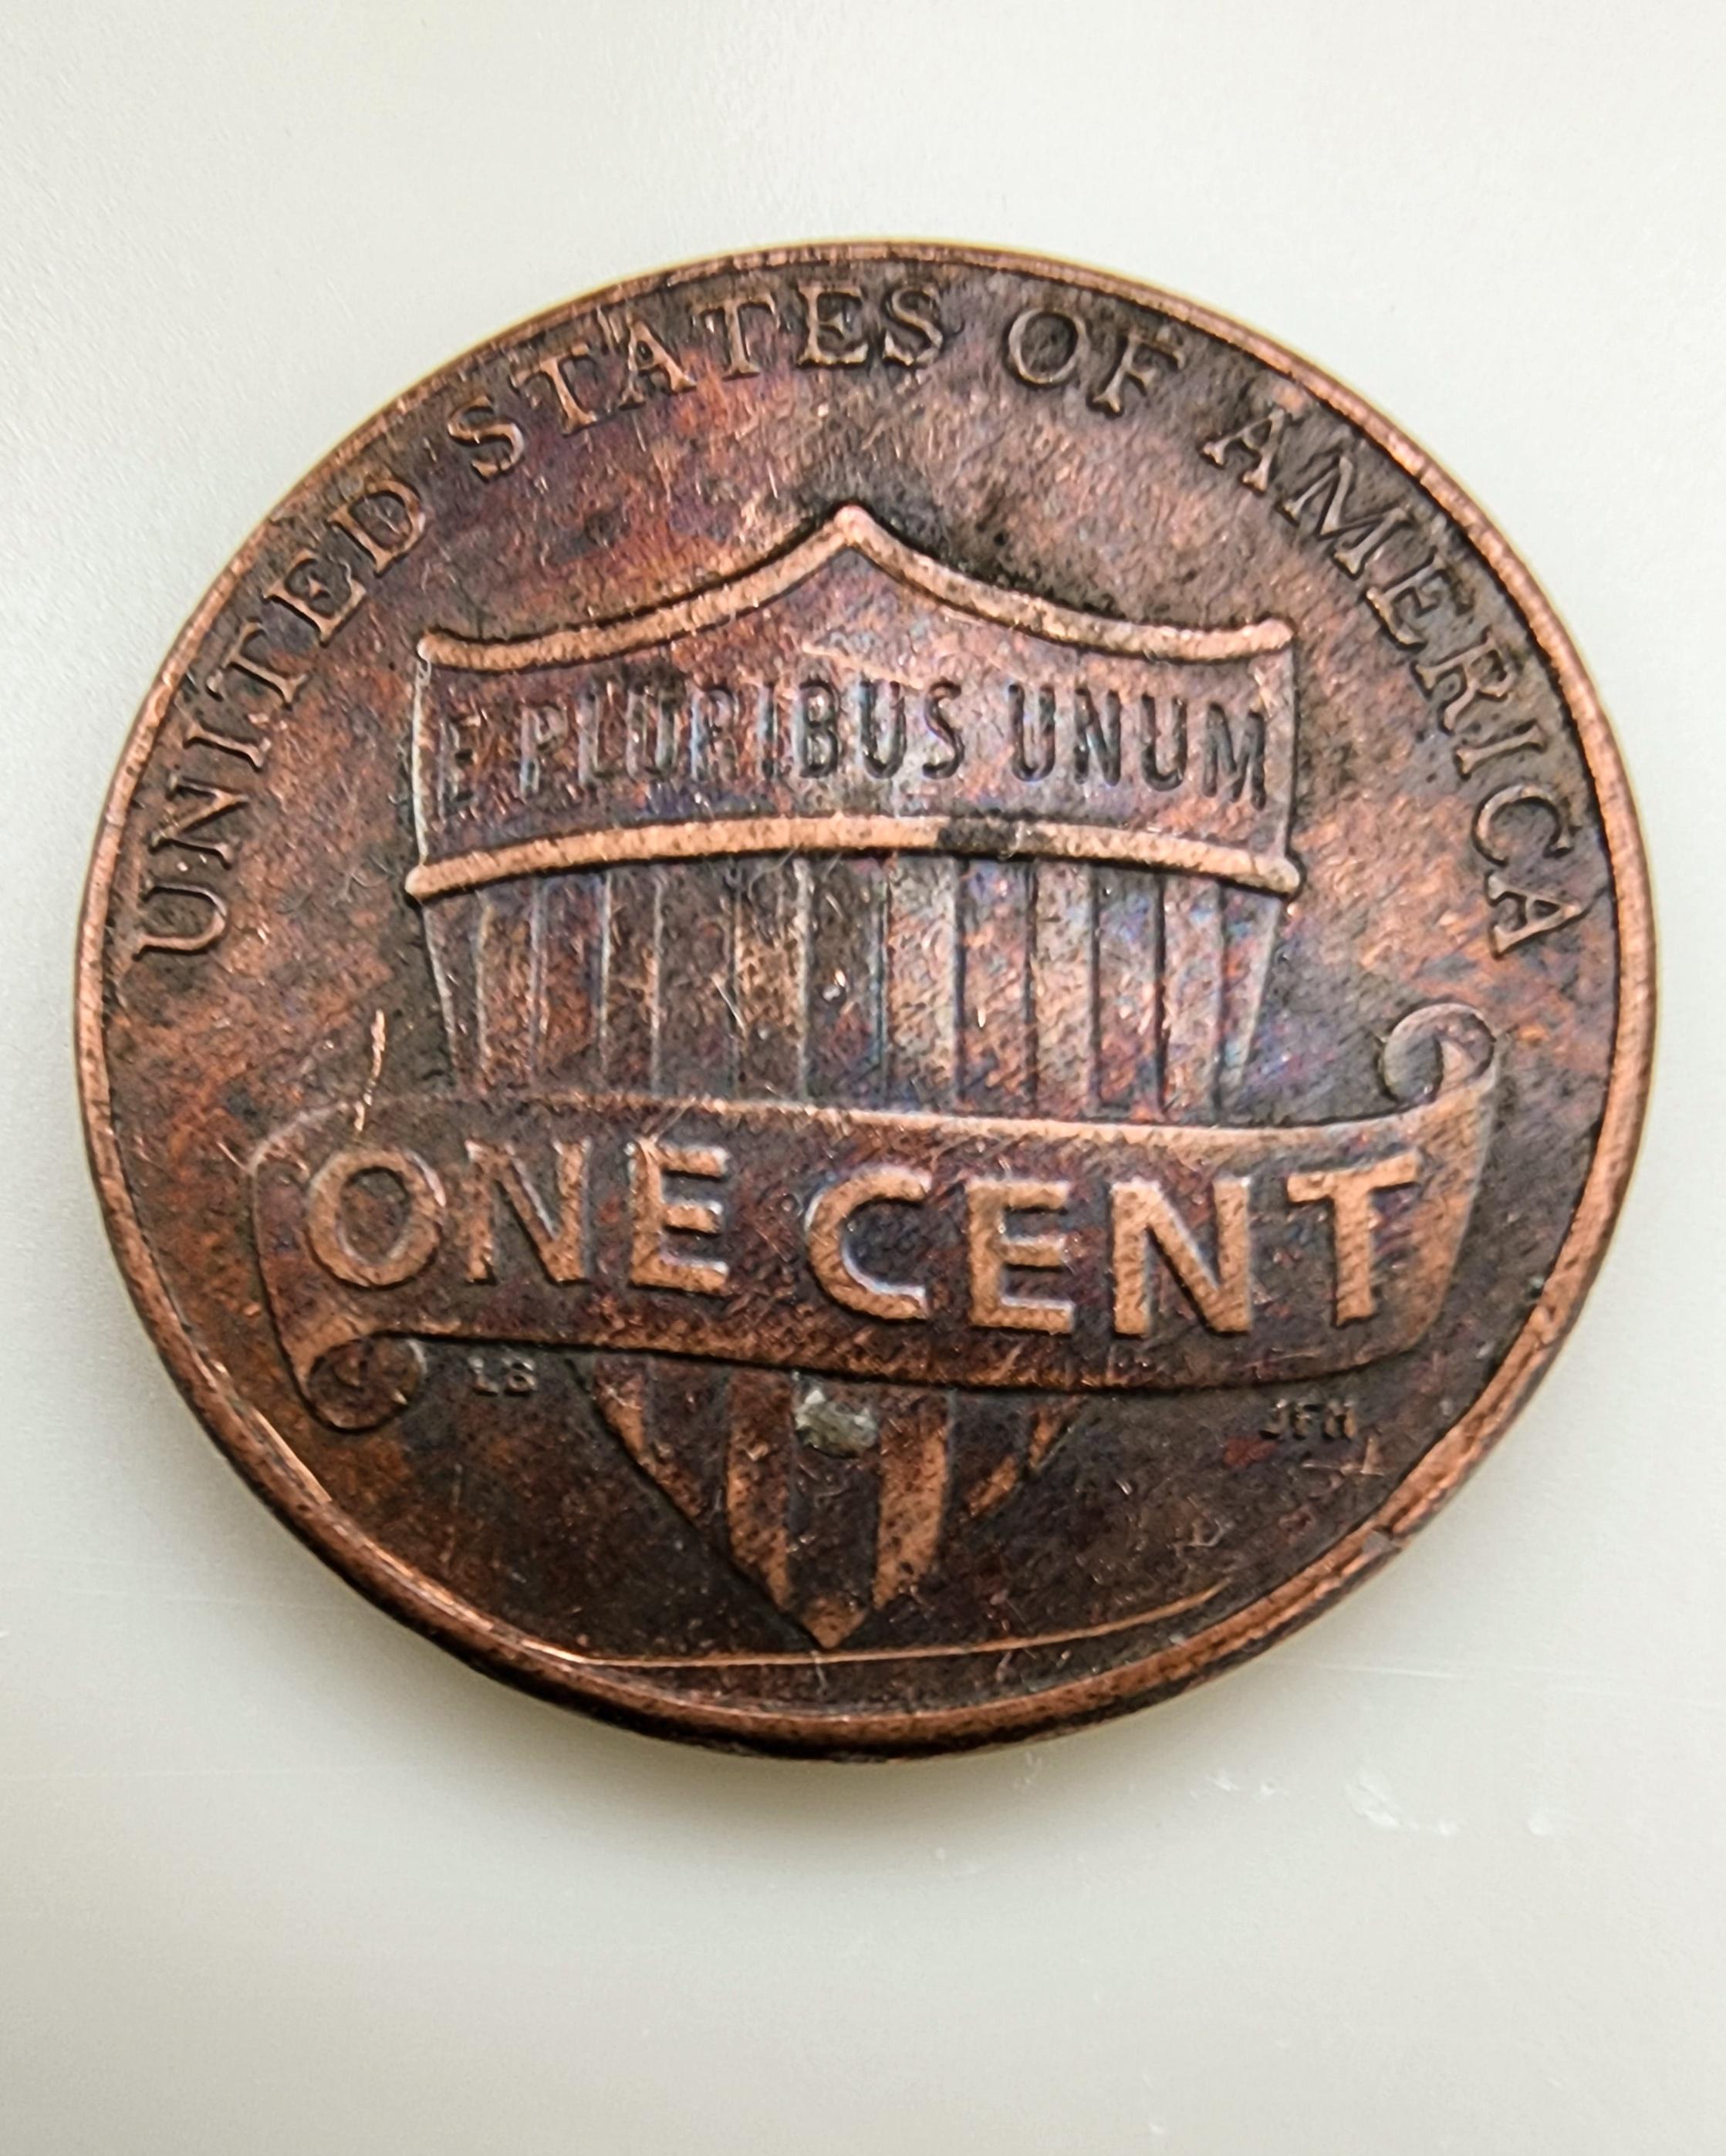 UNITED STATES OF AMERICA
E PLURIBUS UNUM
ONE CENT
LB
JFM